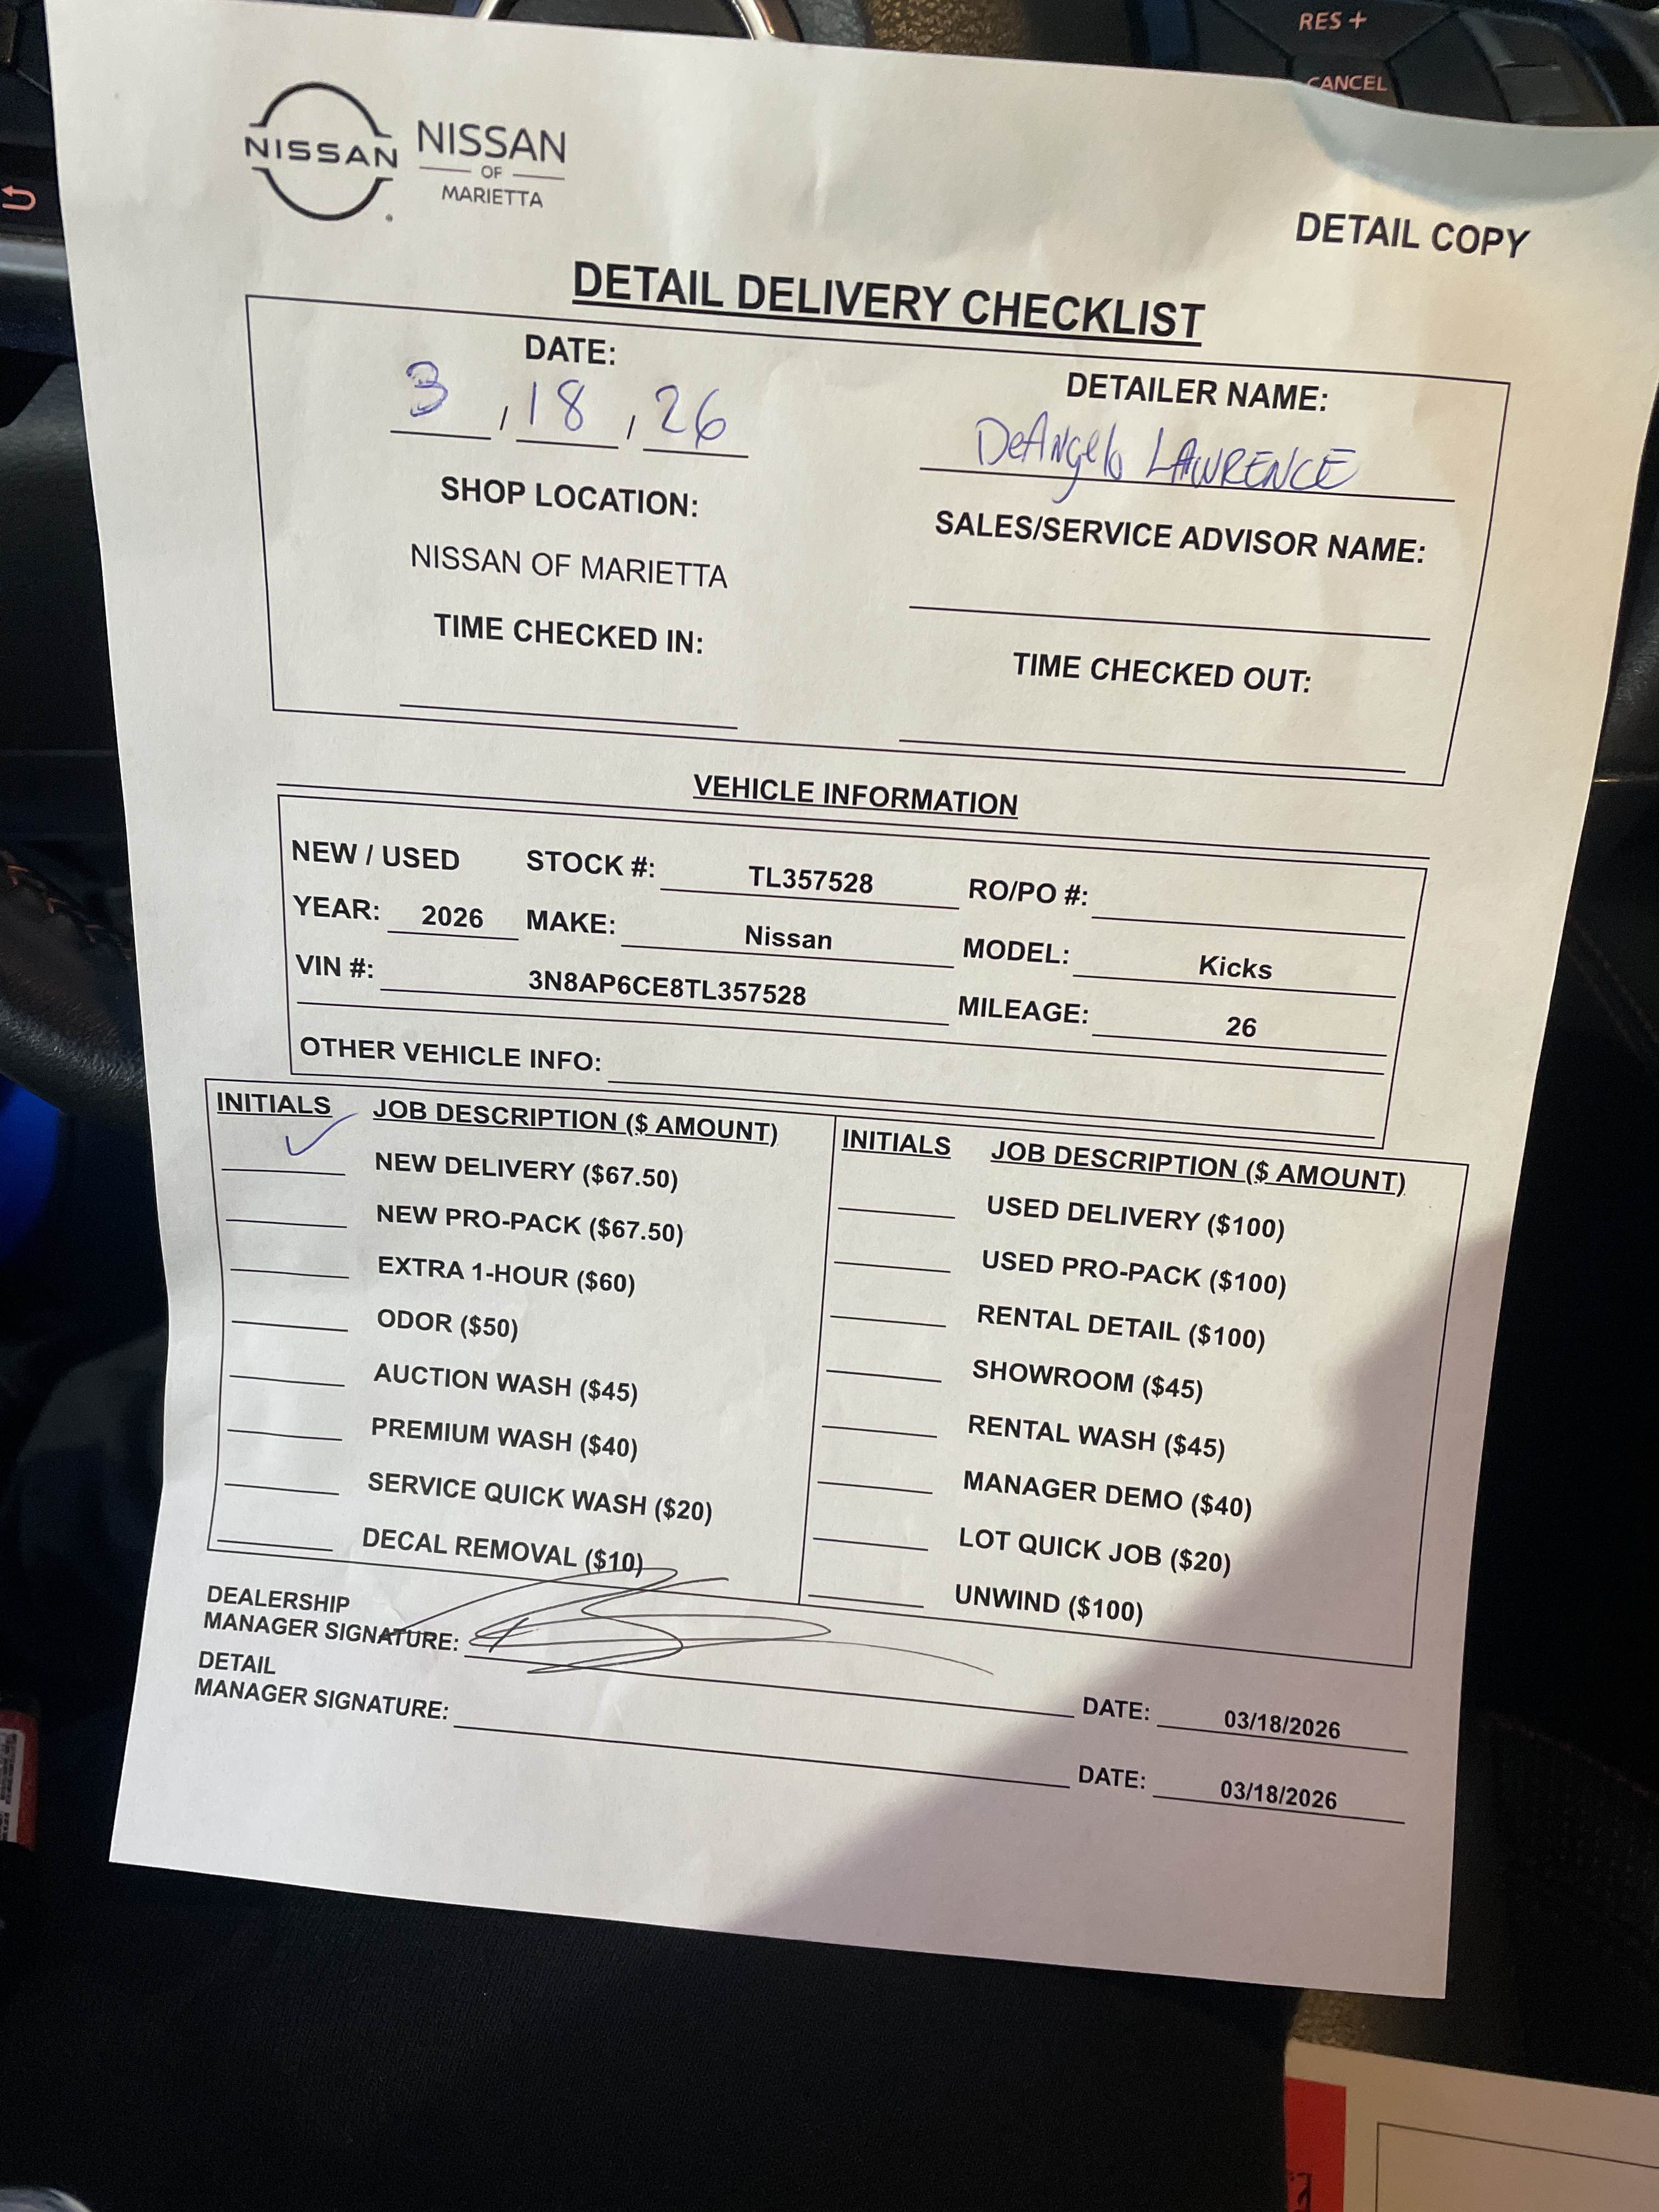 RES +
CANCEL
NISSAN NISSAN
OF
MARIETTA
DETAIL COPY
DETAIL DELIVERY CHECKLIST
DATE:
3 / 18 / 26
DETAILER NAME:
DeAngelo LAWRENCE
SHOP LOCATION:
NISSAN OF MARIETTA
SALES/SERVICE ADVISOR NAME:
TIME CHECKED IN:
TIME CHECKED OUT:
VEHICLE INFORMATION
NEW / USED STOCK #: TL357528 RO/PO #:
YEAR: 2026 MAKE: Nissan MODEL: Kicks
VIN #: 3N8AP6CE8TL357528 MILEAGE: 26
OTHER VEHICLE INFO:
INITIALS JOB DESCRIPTION ($ AMOUNT)
✓ NEW DELIVERY ($67.50)
NEW PRO-PACK ($67.50)
EXTRA 1-HOUR ($60)
ODOR ($50)
AUCTION WASH ($45)
PREMIUM WASH ($40)
SERVICE QUICK WASH ($20)
DECAL REMOVAL ($10)
INITIALS JOB DESCRIPTION ($ AMOUNT)
USED DELIVERY ($100)
USED PRO-PACK ($100)
RENTAL DETAIL ($100)
SHOWROOM ($45)
RENTAL WASH ($45)
MANAGER DEMO ($40)
LOT QUICK JOB ($20)
UNWIND ($100)
DEALERSHIP
MANAGER SIGNATURE:
DATE: 03/18/2026
DETAIL
MANAGER SIGNATURE:
DATE: 03/18/2026